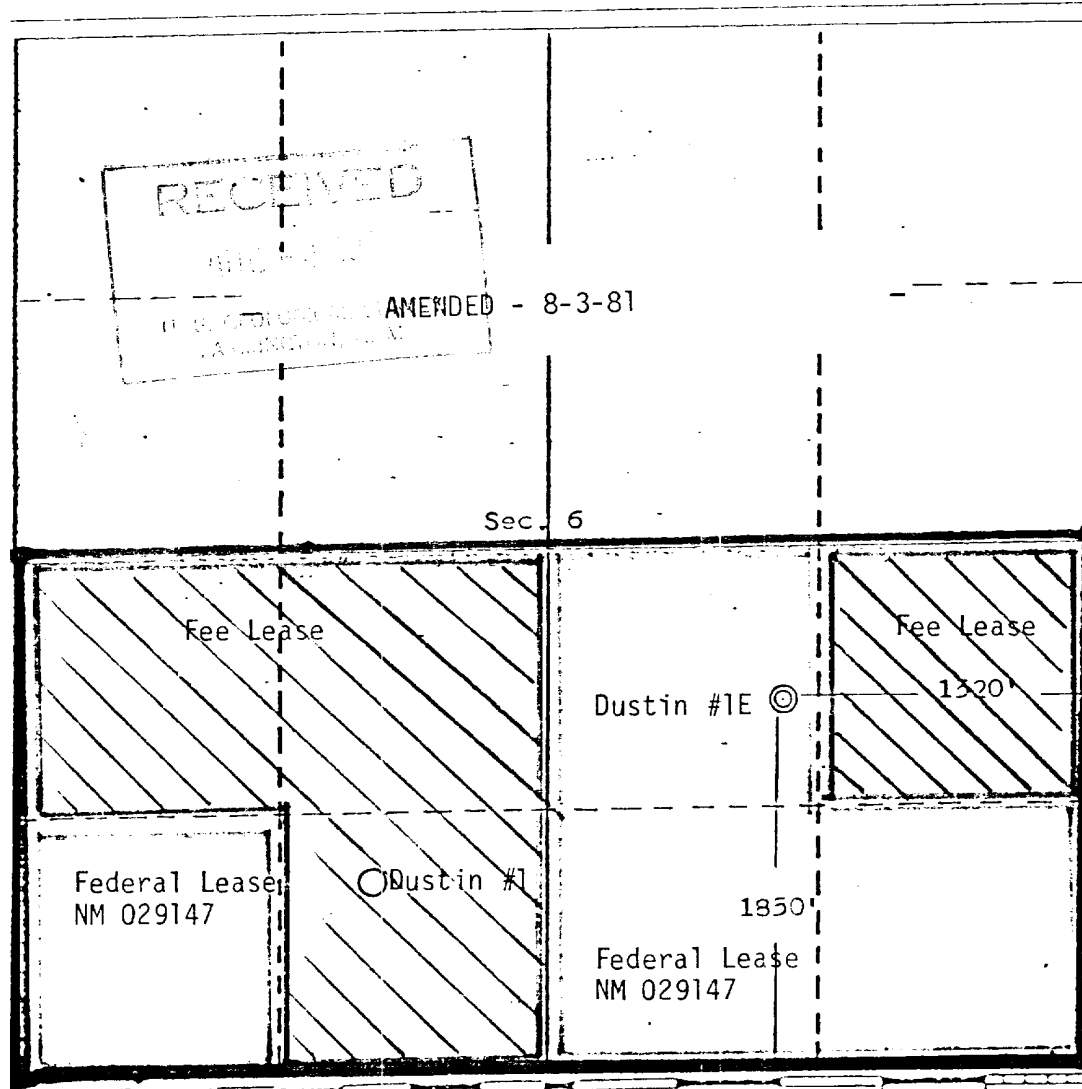 RECEIVED
AMENDED - 8-3-81
Sec. 6
Fee Lease
Fee Lease
1320'
Dustin #1E
Federal Lease
NM 029147
Dustin #1
1850'
Federal Lease
NM 029147